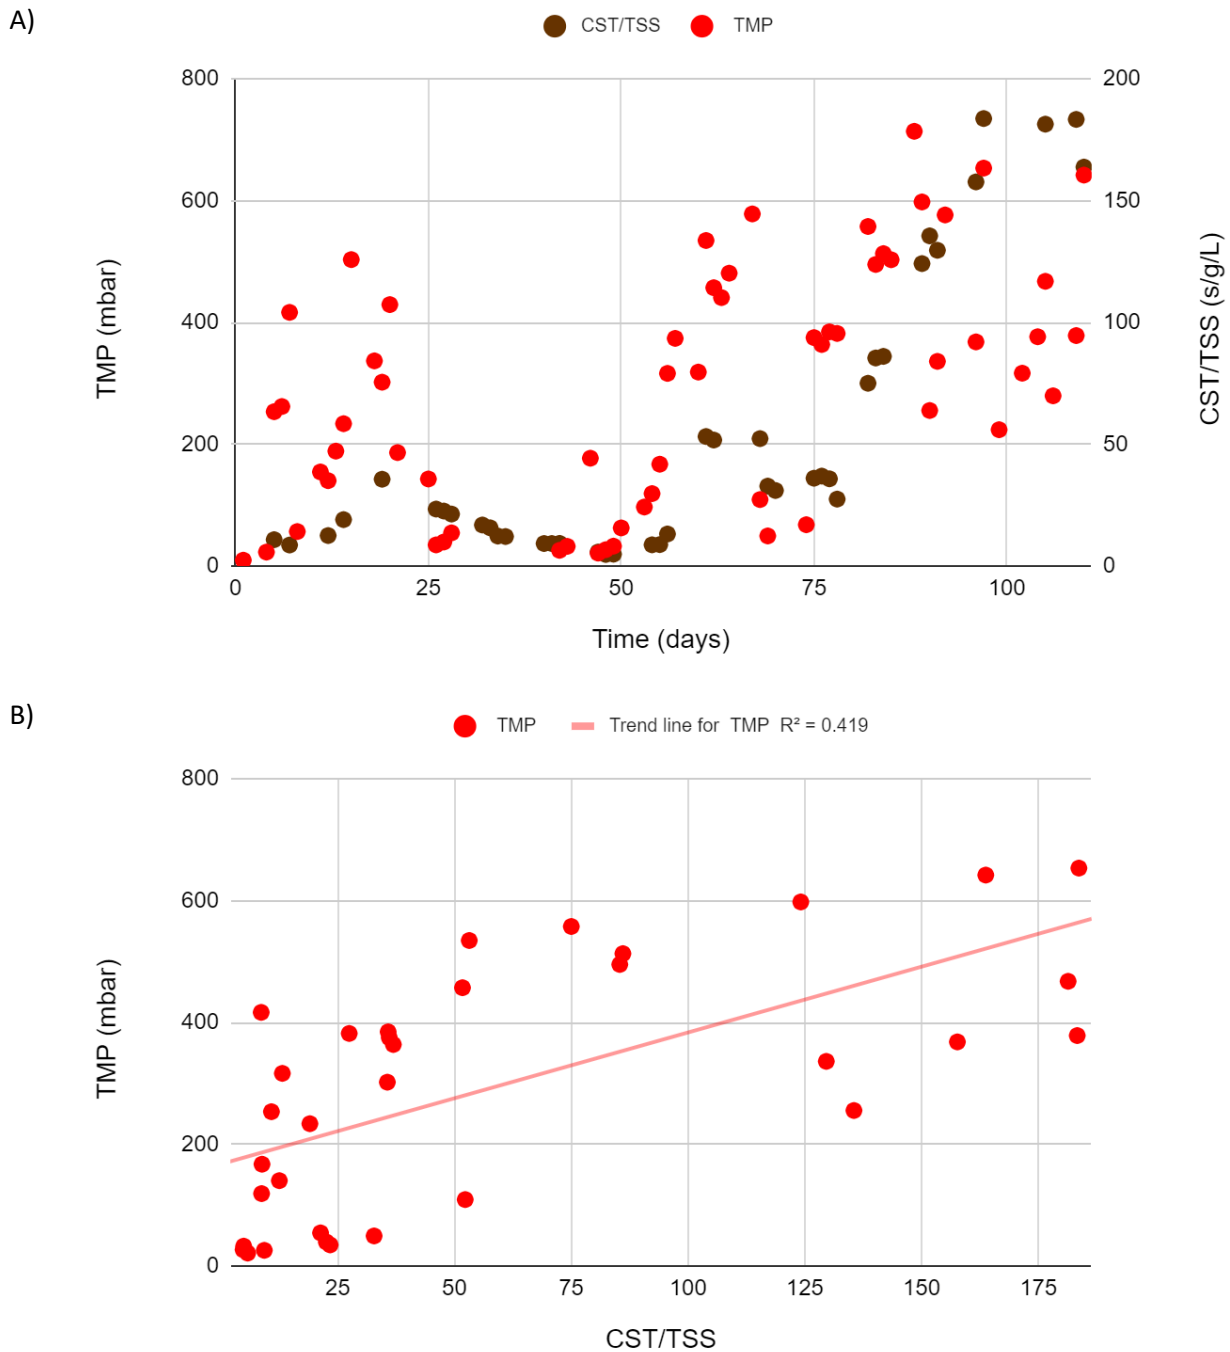 A)
CST/TSS TMP
800 200
600 150
400 100
200 50
0 0
TMP (mbar)
CST/TSS (s/g/L)
0 25 50 75 100
Time (days)
B)
TMP Trend line for TMP R² = 0.419
800
600
400
200
0
TMP (mbar)
25 50 75 100 125 150 175
CST/TSS